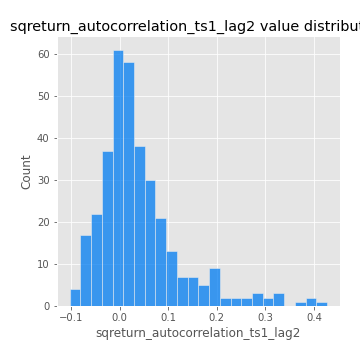 sqreturn_autocorrelation_ts1_lag2 value distribut
60
50
40
30
20
10
0
Count
−0.1 0.0 0.1 0.2 0.3 0.4
sqreturn_autocorrelation_ts1_lag2